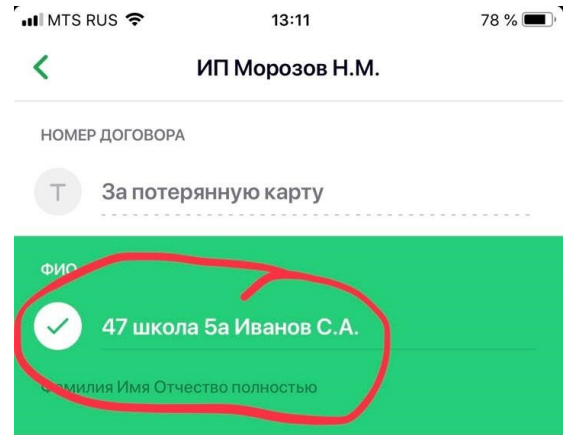 MTS RUS 13:11 78 %
ИП Морозов Н.М.
НОМЕР ДОГОВОРА
Т За потерянную карту
ФИО
47 школа 5а Иванов С.А.
Фамилия Имя Отчество полностью